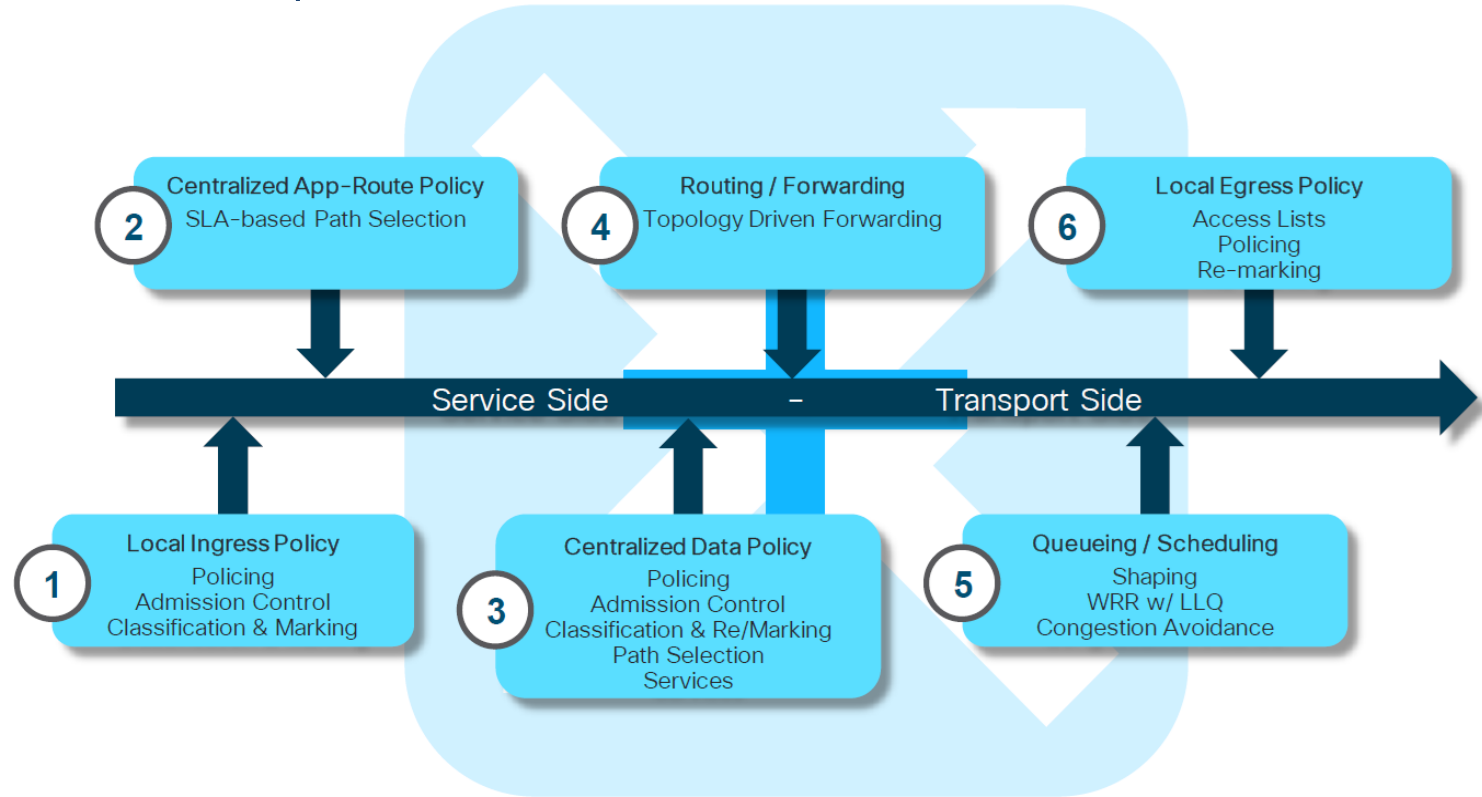 2
Centralized App-Route Policy
SLA-based Path Selection
4
Routing / Forwarding
Topology Driven Forwarding
6
Local Egress Policy
Access Lists
Policing
Re-marking
Service Side - Transport Side
1
Local Ingress Policy
Policing
Admission Control
Classification & Marking
3
Centralized Data Policy
Policing
Admission Control
Classification & Re/Marking
Path Selection
Services
5
Queueing / Scheduling
Shaping
WRR w/ LLQ
Congestion Avoidance